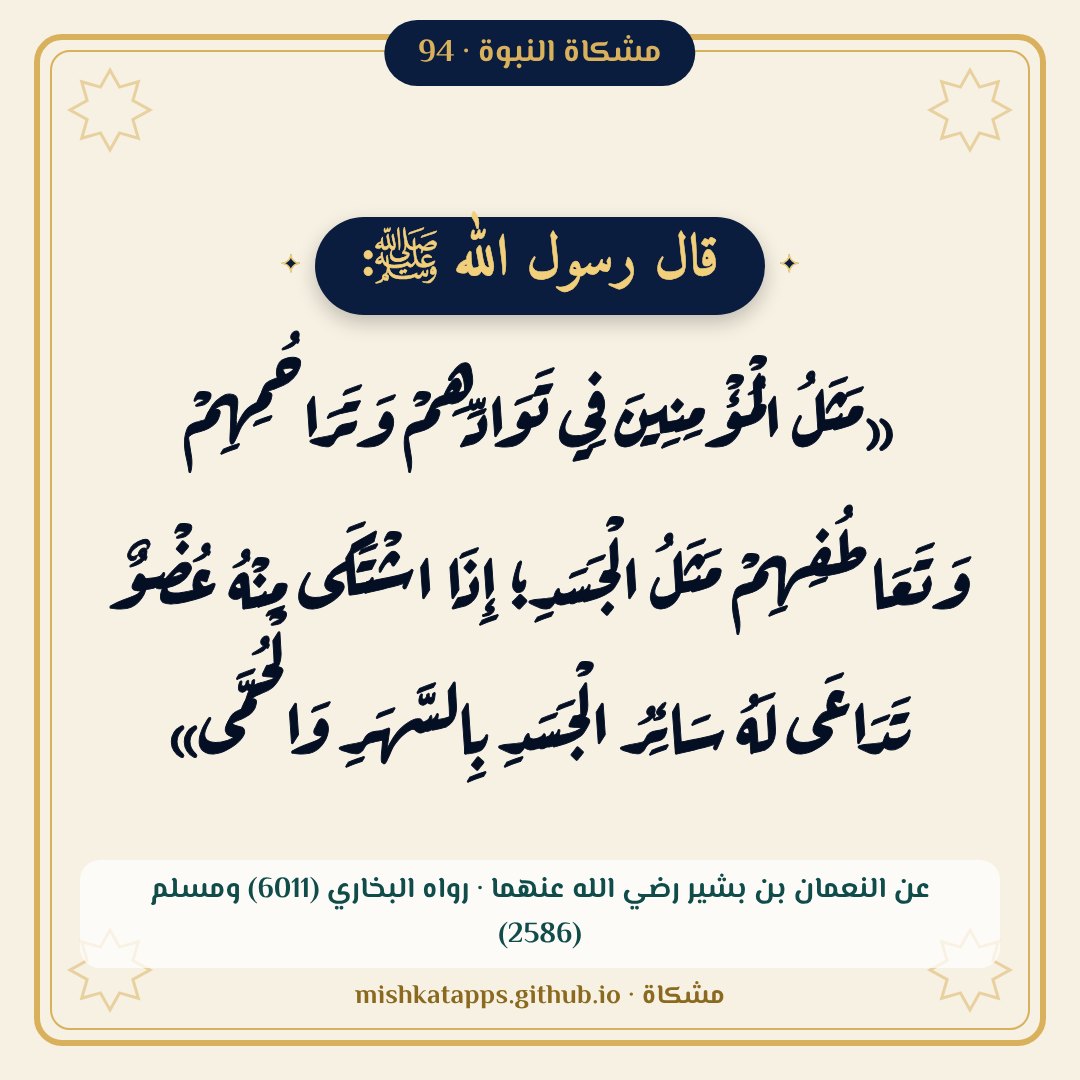 مشكاة النبوة · 94
قال رسول الله ﷺ:
«مَثَلُ الْمُؤْمِنِينَ فِي تَوَادِّهِمْ وَتَرَاحُمِهِمْ
وَتَعَاطُفِهِمْ مَثَلُ الْجَسَدِ؛ إِذَا اشْتَكَى مِنْهُ عُضْوٌ
تَدَاعَى لَهُ سَائِرُ الْجَسَدِ بِالسَّهَرِ وَالْحُمَّى»
عن النعمان بن بشير رضي الله عنهما · رواه البخاري (6011) ومسلم
(2586)
مشكاة · mishkatapps.github.io